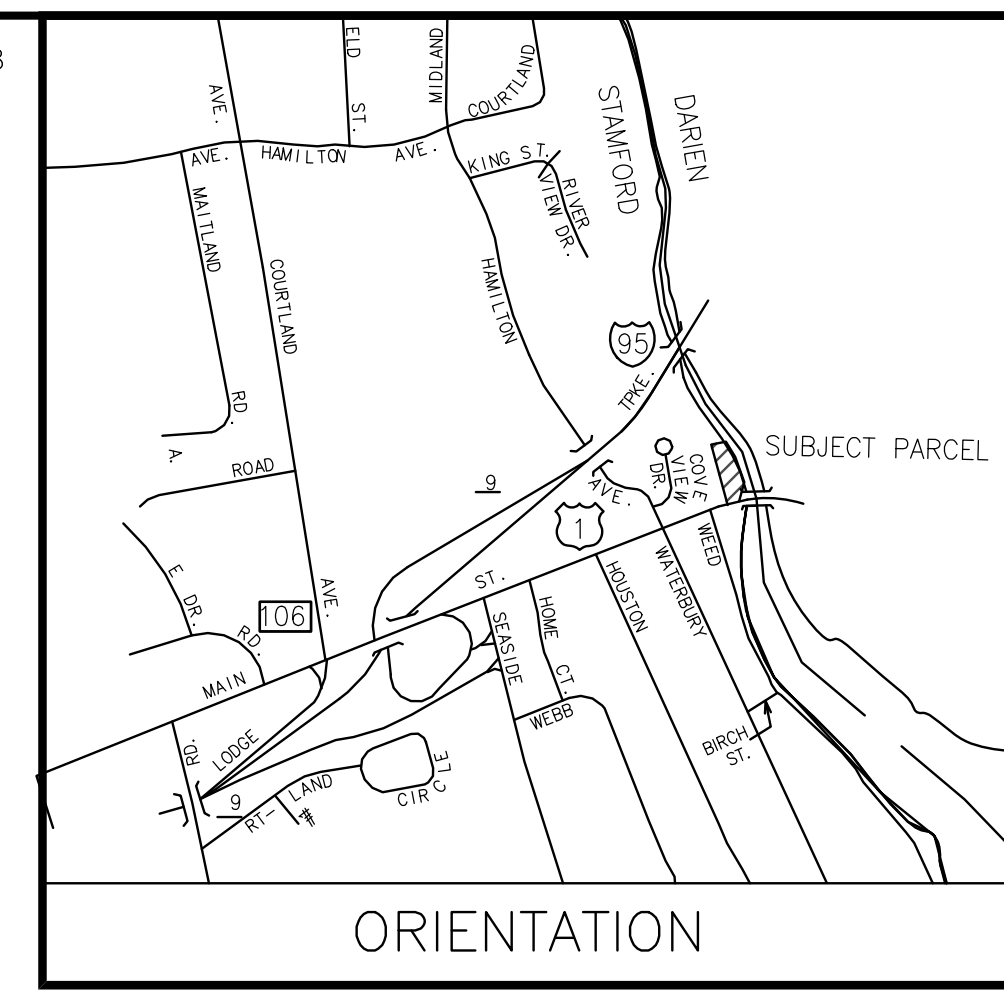 ELD
ST.
MIDLAND
COURTLAND
AVE.
AVE.
HAMILTON
AVE.
KING ST.
RIVER
VIEW DR.
STAMFORD
DARIEN
MAITLAND
RD.
COURTLAND
AVE.
HAMILTON
95
TPKE.
A.
ROAD
9
AVE.
COVE
VIEW
DR.
SUBJECT PARCEL
1
ST.
WEED
WATERBURY
HOUSTON
HOME
CT.
SEASIDE
WEBB
E
DR.
RD.
106
MAIN
RD.
LODGE
BIRCH
ST.
9
RT-
LAND
CIRCLE
#
ORIENTATION